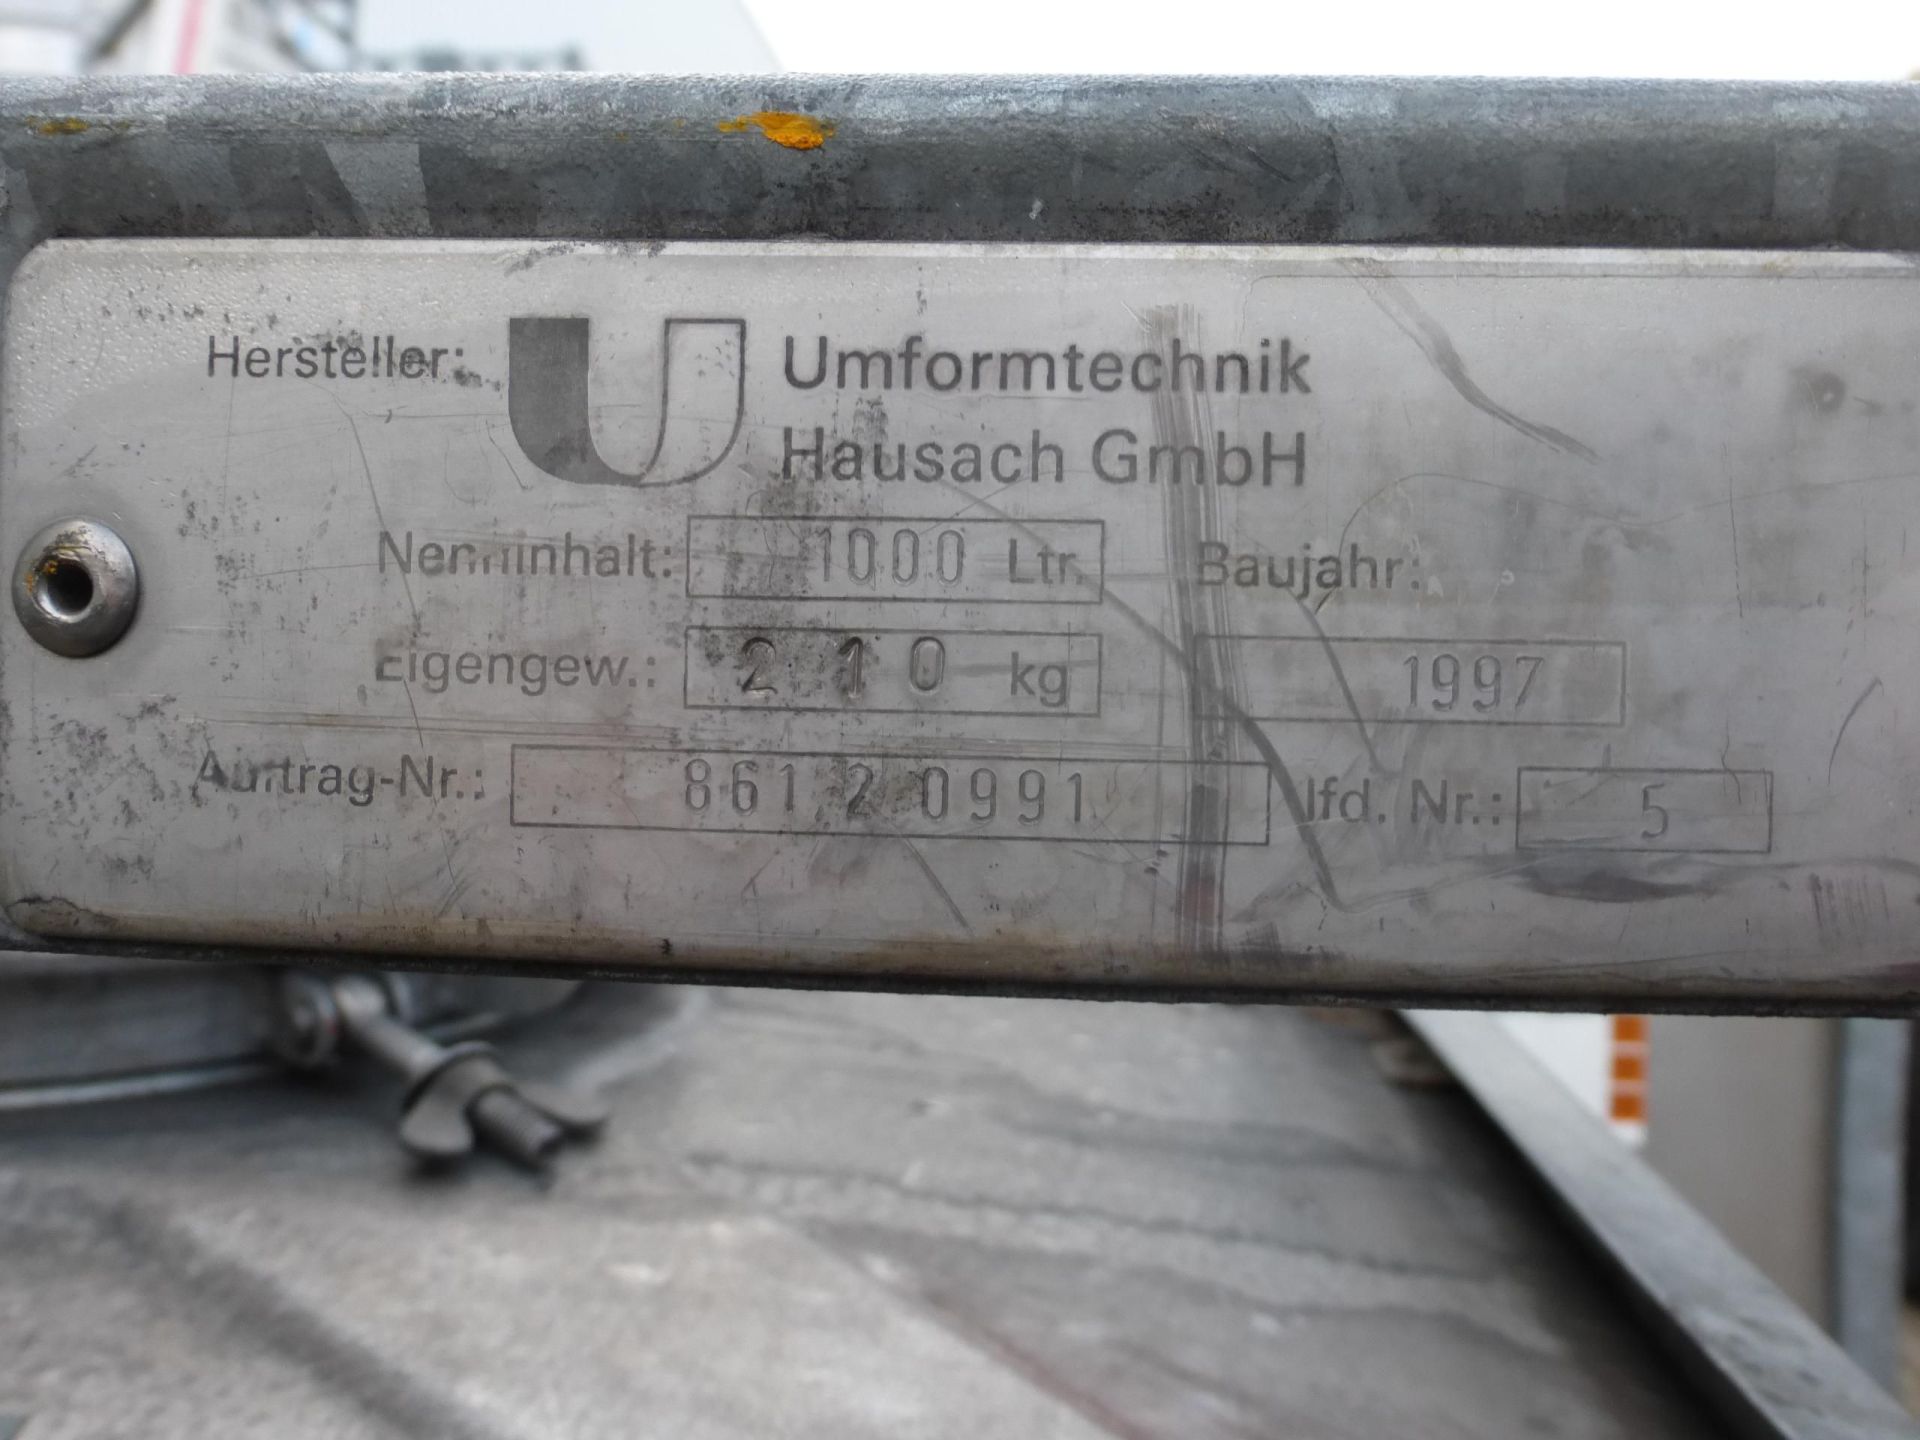 Hersteller: Umformtechnik
Hausach GmbH
Nenninhalt: 1000 Ltr. Baujahr:
Eigengew.: 210 kg 1997
Auftrag-Nr.: 861 2 0991 lfd. Nr.: 5